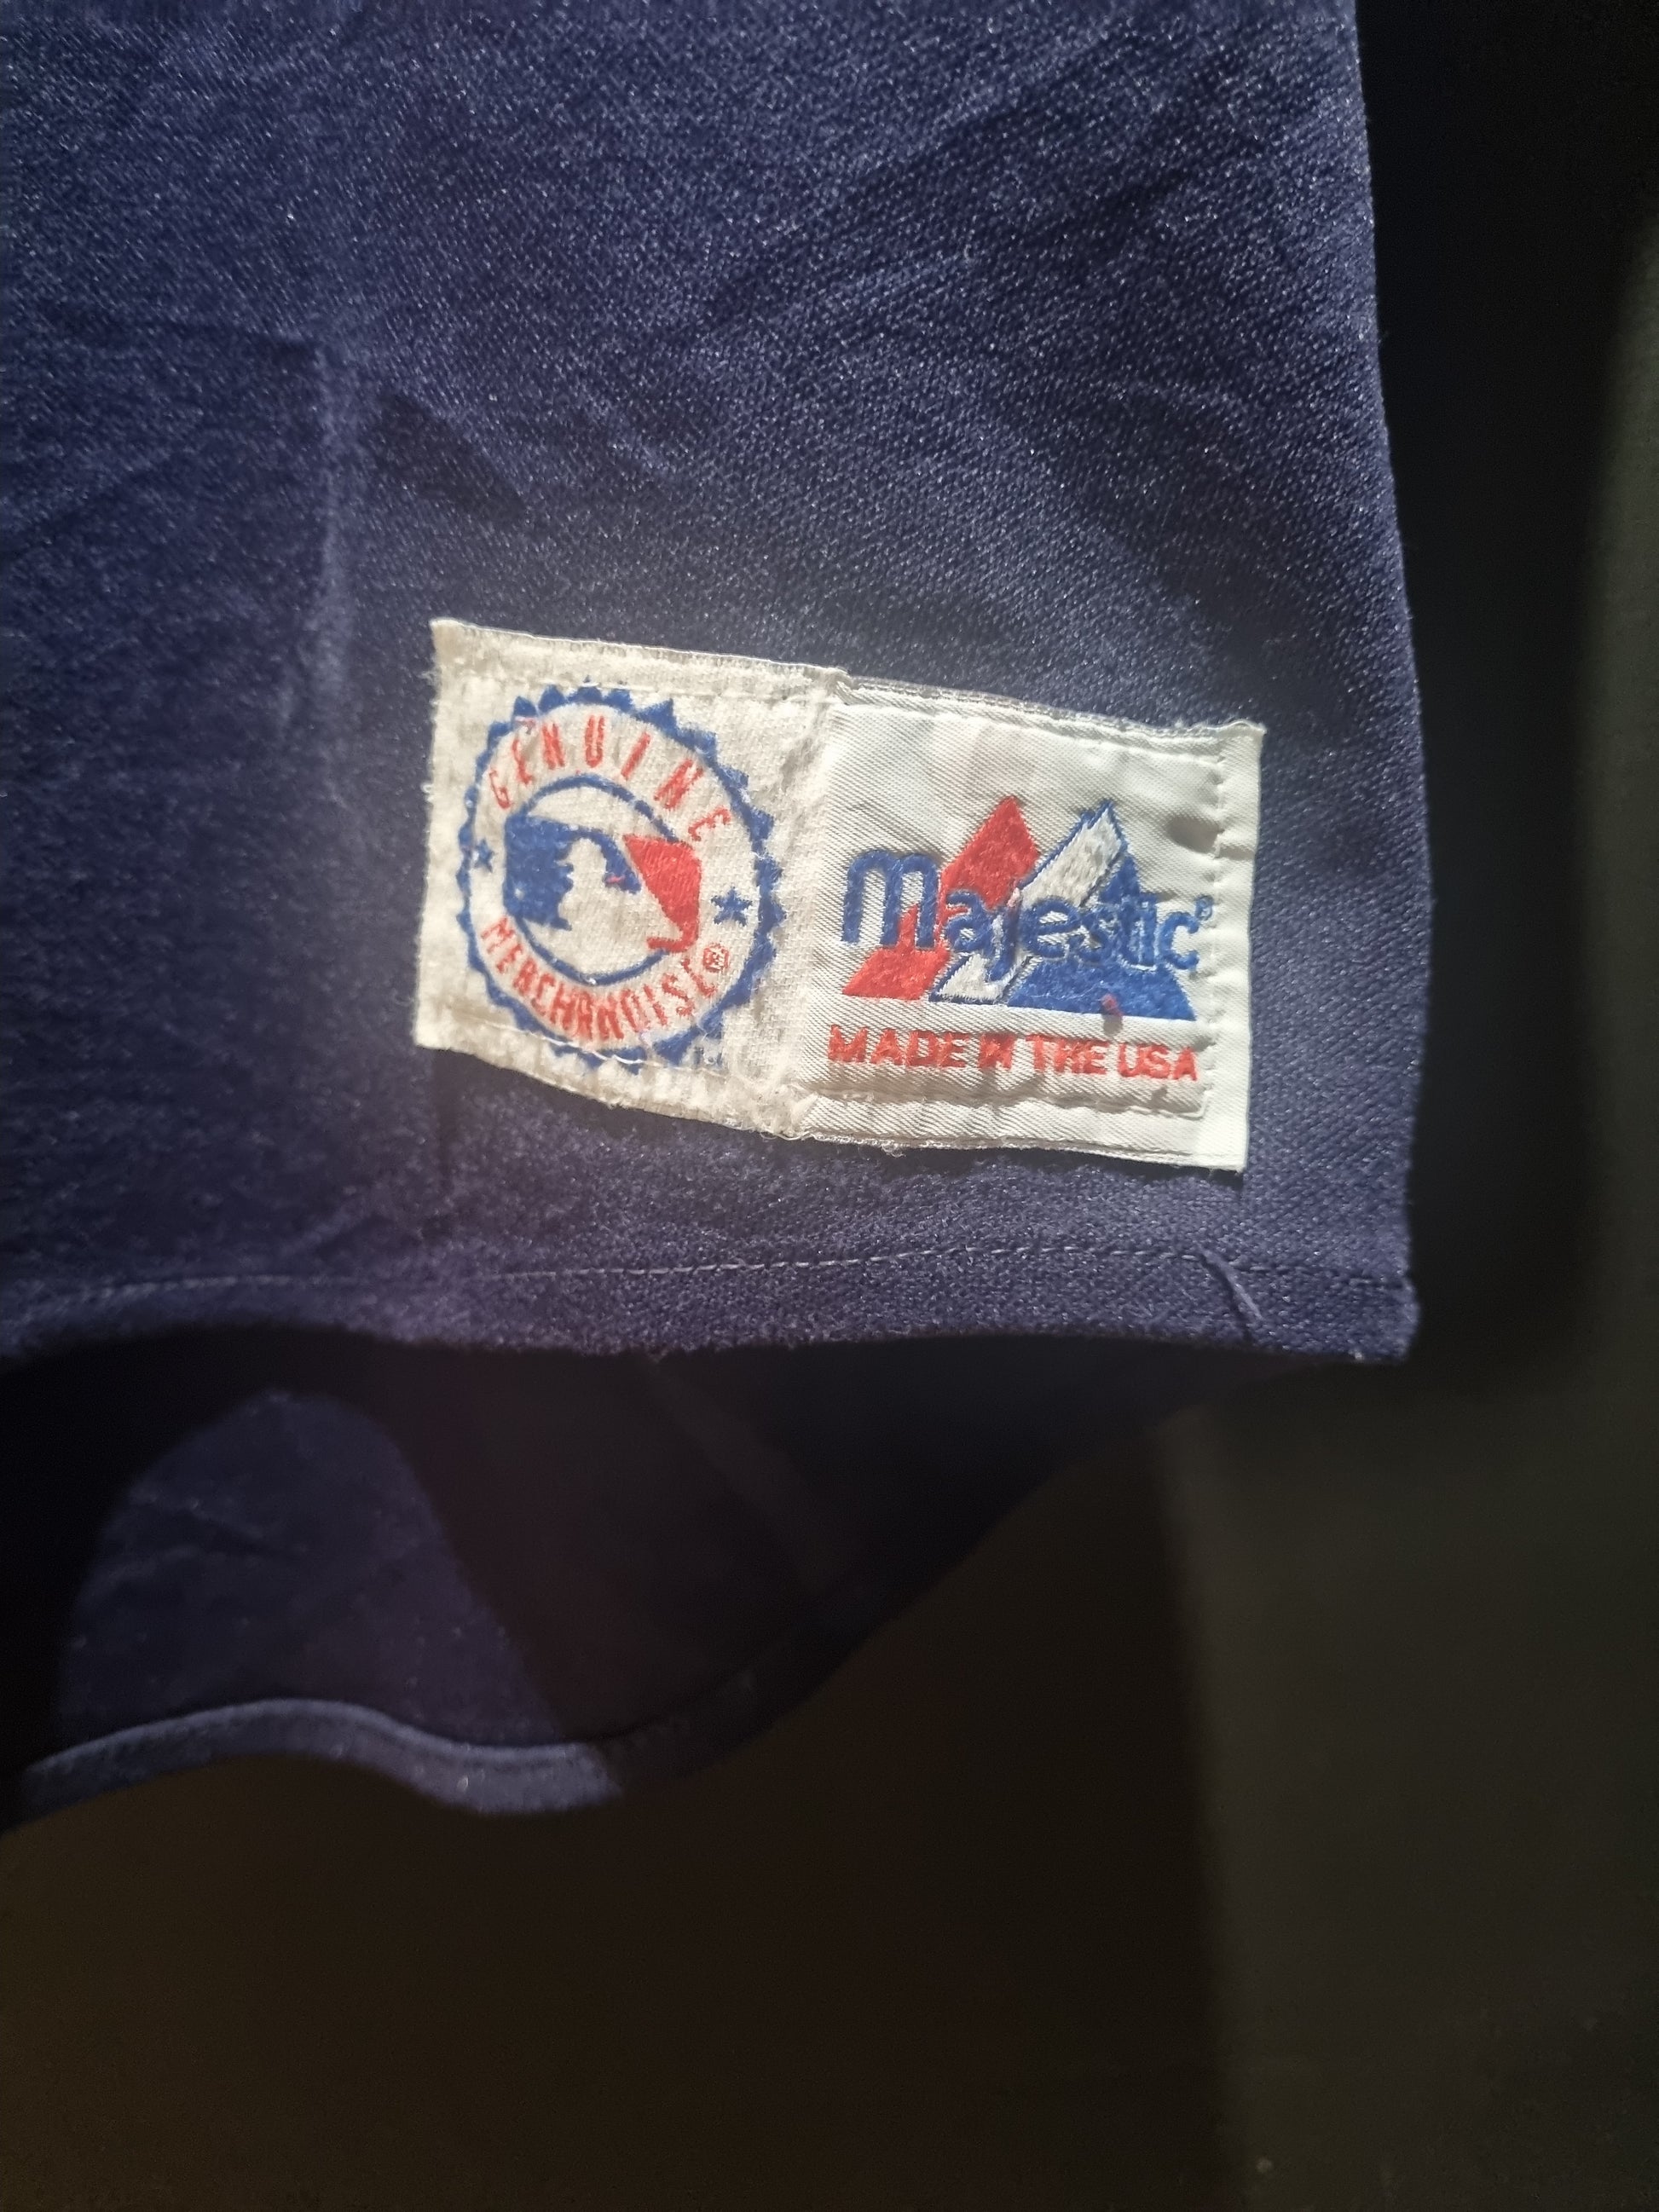 GENUINE
MERCHANDISE®
Majestic®
MADE IN THE USA